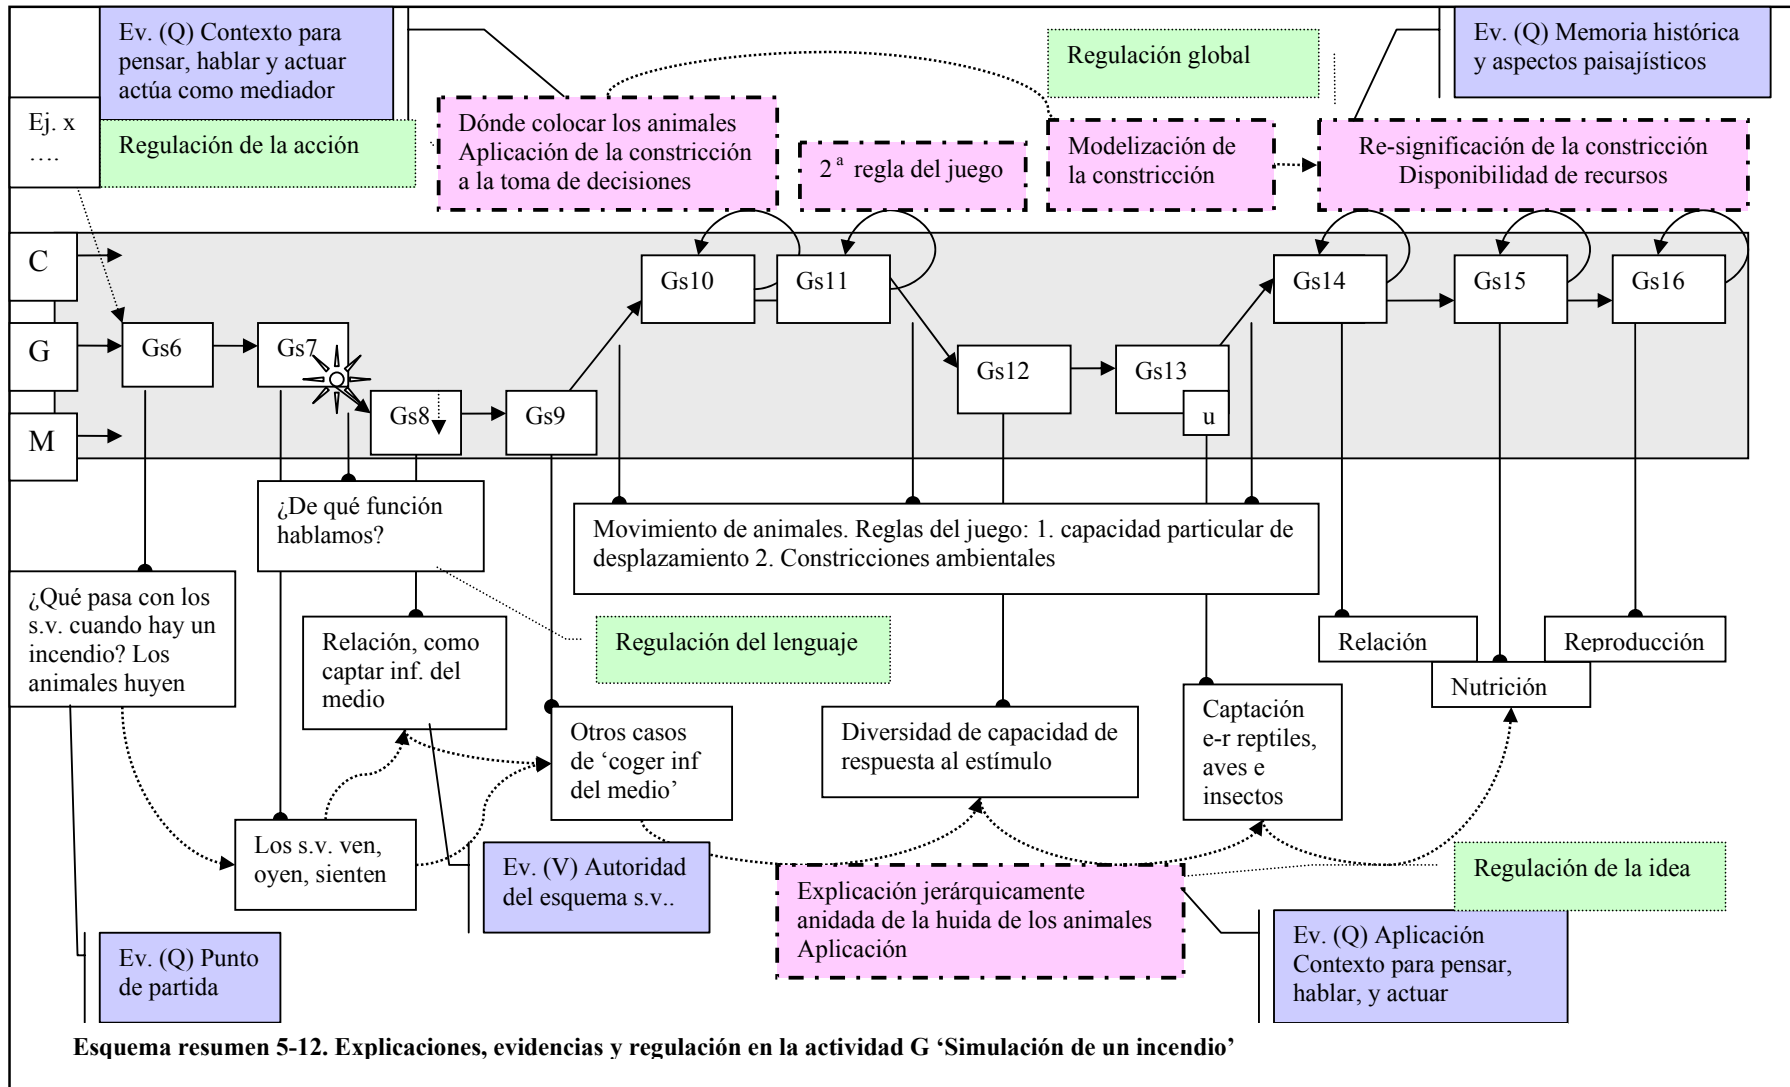 Ev. (Q) Contexto para
pensar, hablar y actuar
actúa como mediador
Regulación global
Ev. (Q) Memoria histórica
y aspectos paisajísticos
Ej. x
….
Regulación de la acción
Dónde colocar los animales
Aplicación de la constricción
a la toma de decisiones
2ª regla del juego
Modelización de
la constricción
Re-significación de la constricción
Disponibilidad de recursos
C
G
M
Gs6
Gs7
Gs8
Gs9
Gs10
Gs11
Gs12
Gs13
u
Gs14
Gs15
Gs16
¿De qué función
hablamos?
Movimiento de animales. Reglas del juego: 1. capacidad particular de
desplazamiento 2. Constricciones ambientales
¿Qué pasa con los
s.v. cuando hay un
incendio? Los
animales huyen
Relación, como
captar inf. del
medio
Regulación del lenguaje
Relación
Reproducción
Nutrición
Otros casos
de ‘coger inf
del medio’
Diversidad de capacidad de
respuesta al estímulo
Captación
e-r reptiles,
aves e
insectos
Los s.v. ven,
oyen, sienten
Ev. (V) Autoridad
del esquema s.v..
Explicación jerárquicamente
anidada de la huida de los animales
Aplicación
Regulación de la idea
Ev. (Q) Punto
de partida
Ev. (Q) Aplicación
Contexto para pensar,
hablar, y actuar
Esquema resumen 5-12. Explicaciones, evidencias y regulación en la actividad G ‘Simulación de un incendio’